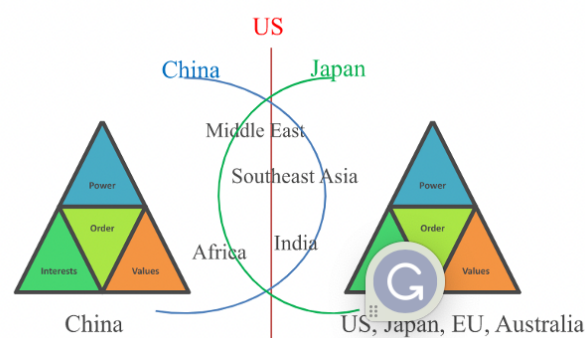 US
China
Japan
Middle East
Southeast Asia
Africa
India
Power
Order
Interests
Values
China
Power
Order
Values
US, Japan, EU, Australia